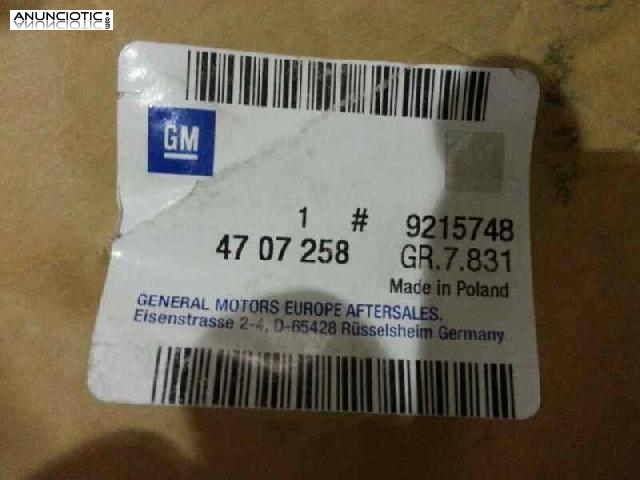 ANUNCIOTIC.com
GM
1 # 9215748
47 07 258 GR.7.831
Made in Poland
GENERAL MOTORS EUROPE AFTERSALES.
Eisenstrasse 2-4, D-65428 Rüsselsheim Germany